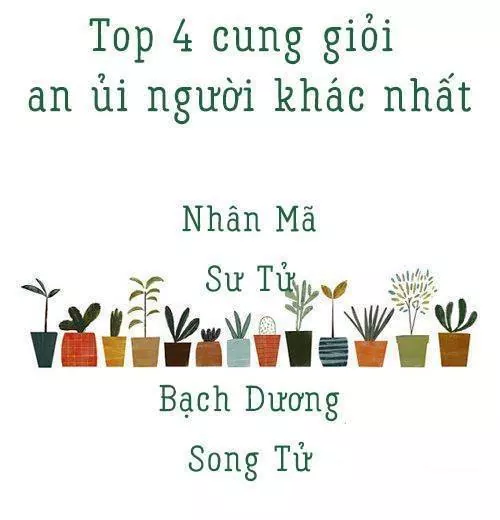 Top 4 cung giỏi
an ủi người khác nhất
Nhân Mã
Sư Tử
Bạch Dương
Song Tử